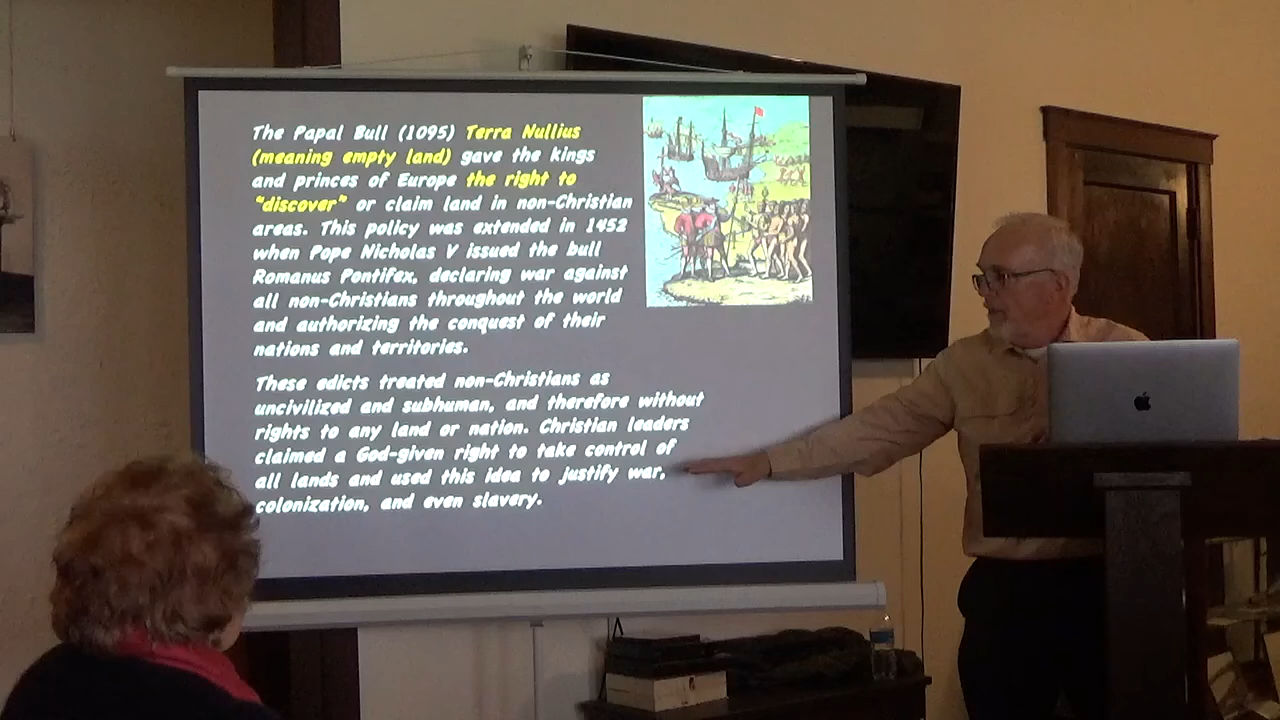 The Papal Bull (1095) Terra Nullius
(meaning empty land) gave the kings
and princes of Europe the right to
"discover" or claim land in non-Christian
areas. This policy was extended in 1452
when Pope Nicholas V issued the bull
Romanus Pontifex, declaring war against
all non-Christians throughout the world
and authorizing the conquest of their
nations and territories.
These edicts treated non-Christians as
uncivilized and subhuman, and therefore without
rights to any land or nation. Christian leaders
claimed a God-given right to take control of
all lands and used this idea to justify war,
colonization, and even slavery.